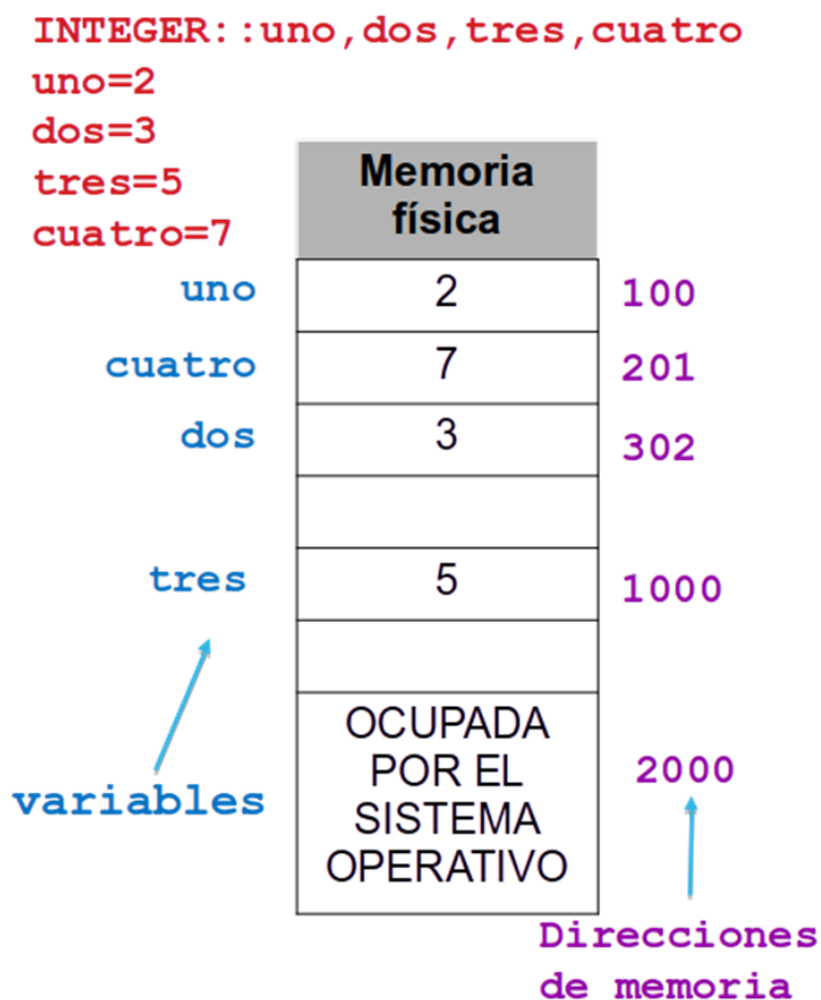 INTEGER::uno,dos,tres,cuatro
uno=2
dos=3
tres=5
cuatro=7
Memoria
física
uno 2 100
cuatro 7 201
dos 3 302
tres 5 1000
OCUPADA
POR EL
SISTEMA
OPERATIVO
2000
variables
Direcciones
de memoria